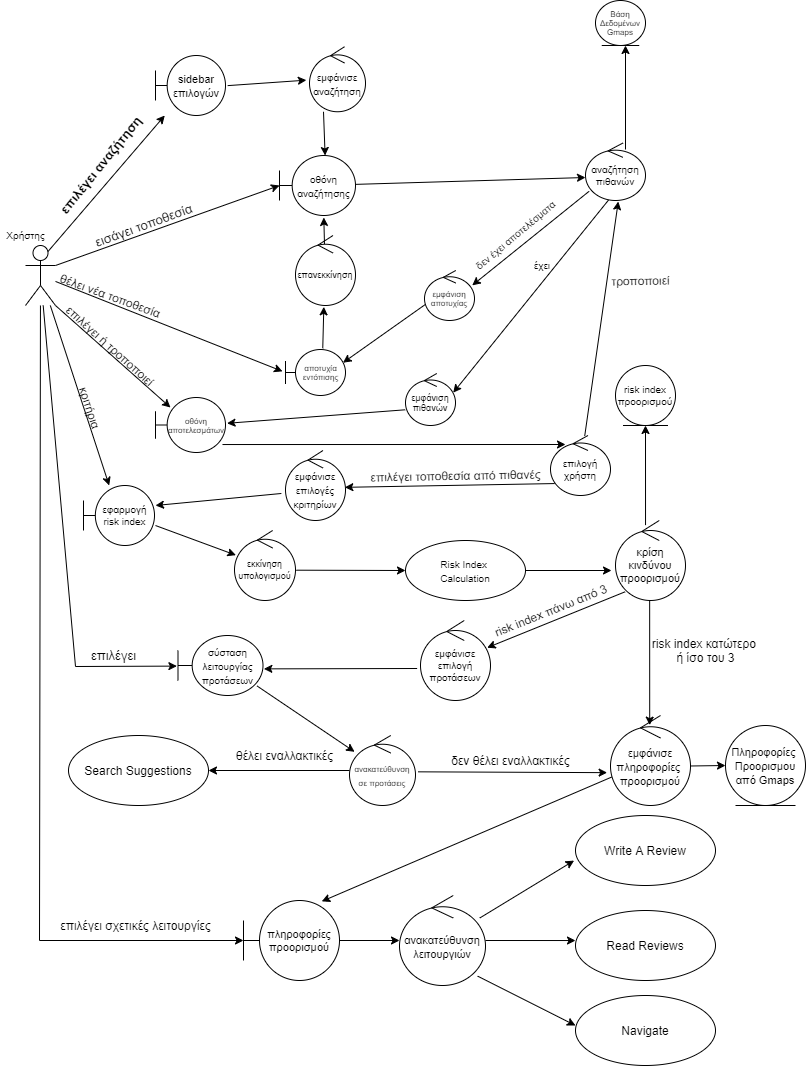 Βάση
Δεδομένων
Gmaps
sidebar
επιλογών
εμφάνισε
αναζήτηση
επιλέγει αναζήτηση
οθόνη
αναζήτησης
αναζήτηση
πιθανών
Χρήστης
εισάγει τοποθεσία
δεν έχει αποτελέσματα
έχει
επανεκκίνηση
θέλει νέα τοποθεσία
εμφάνιση
αποτυχίας
τροποποιεί
επιλέγει ή τροποποιεί
αποτυχία
εντόπισης
εμφάνιση
πιθανών
risk index
προορισμού
κριτήρια
οθόνη
αποτελεσμάτων
επιλογή
χρήστη
επιλέγει τοποθεσία από πιθανές
εμφάνισε
επιλογές
κριτηρίων
εφαρμογή
risk index
εκκίνηση
υπολογισμού
Risk Index
Calculation
κρίση
κινδύνου
προορισμού
risk index πάνω από 3
risk index κατώτερο
ή ίσο του 3
επιλέγει
σύσταση
λειτουργίας
προτάσεων
εμφάνισε
επιλογή
προτάσεων
Search Suggestions
θέλει εναλλακτικές
ανακατεύθυνση
σε προτάσεις
δεν θέλει εναλλακτικές
εμφάνισε
πληροφορίες
προορισμού
Πληροφορίες
Προορισμου
από Gmaps
Write A Review
επιλέγει σχετικές λειτουργίες
πληροφορίες
προορισμού
ανακατεύθυνση
λειτουργιών
Read Reviews
Navigate